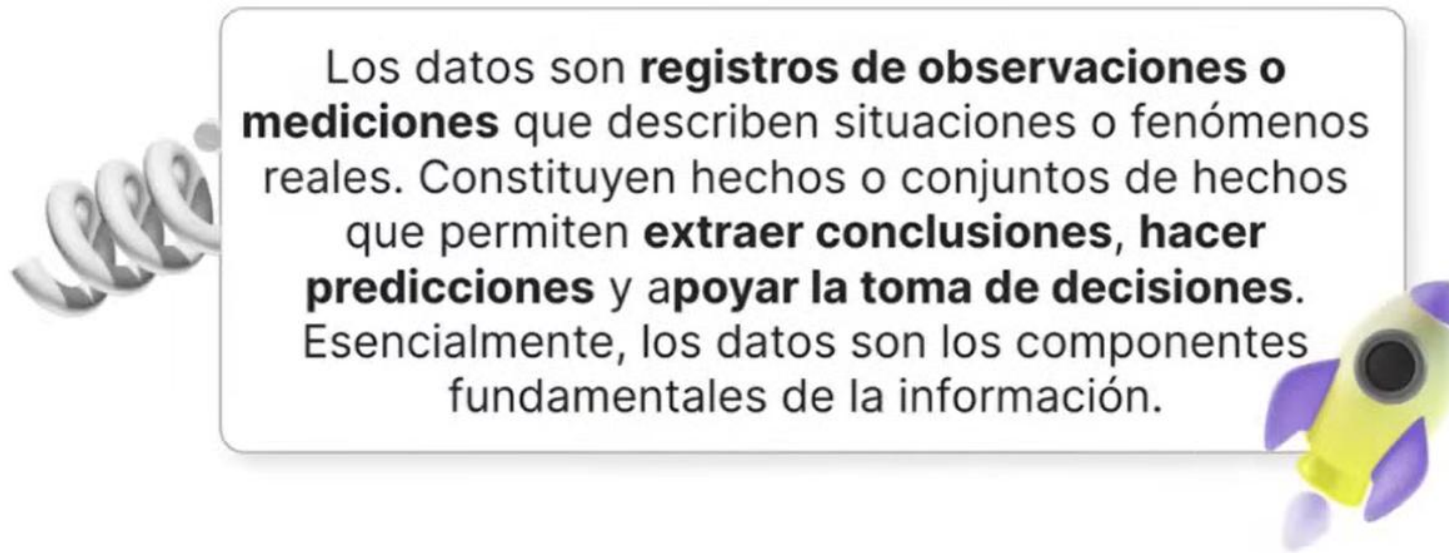 Los datos son registros de observaciones o
mediciones que describen situaciones o fenómenos
reales. Constituyen hechos o conjuntos de hechos
que permiten extraer conclusiones, hacer
predicciones y apoyar la toma de decisiones.
Esencialmente, los datos son los componentes
fundamentales de la información.